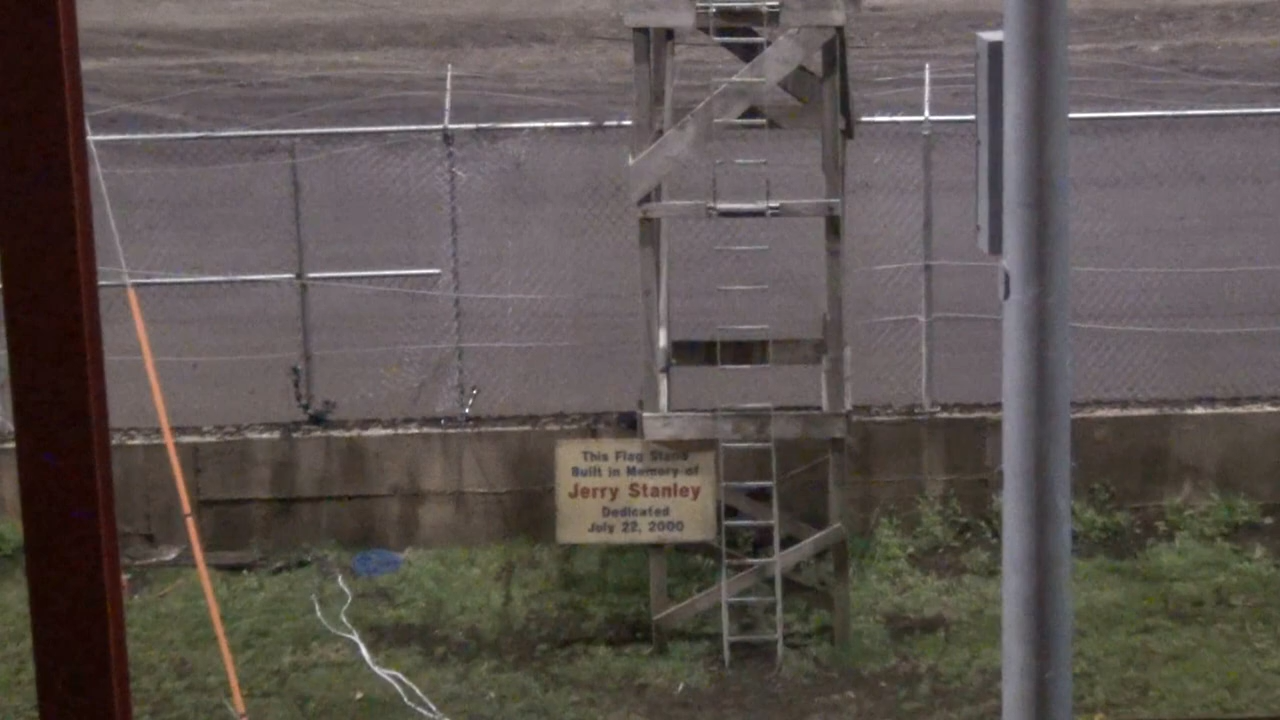 This Flag Stand
Built in Memory of
Jerry Stanley
Dedicated
July 22, 2000